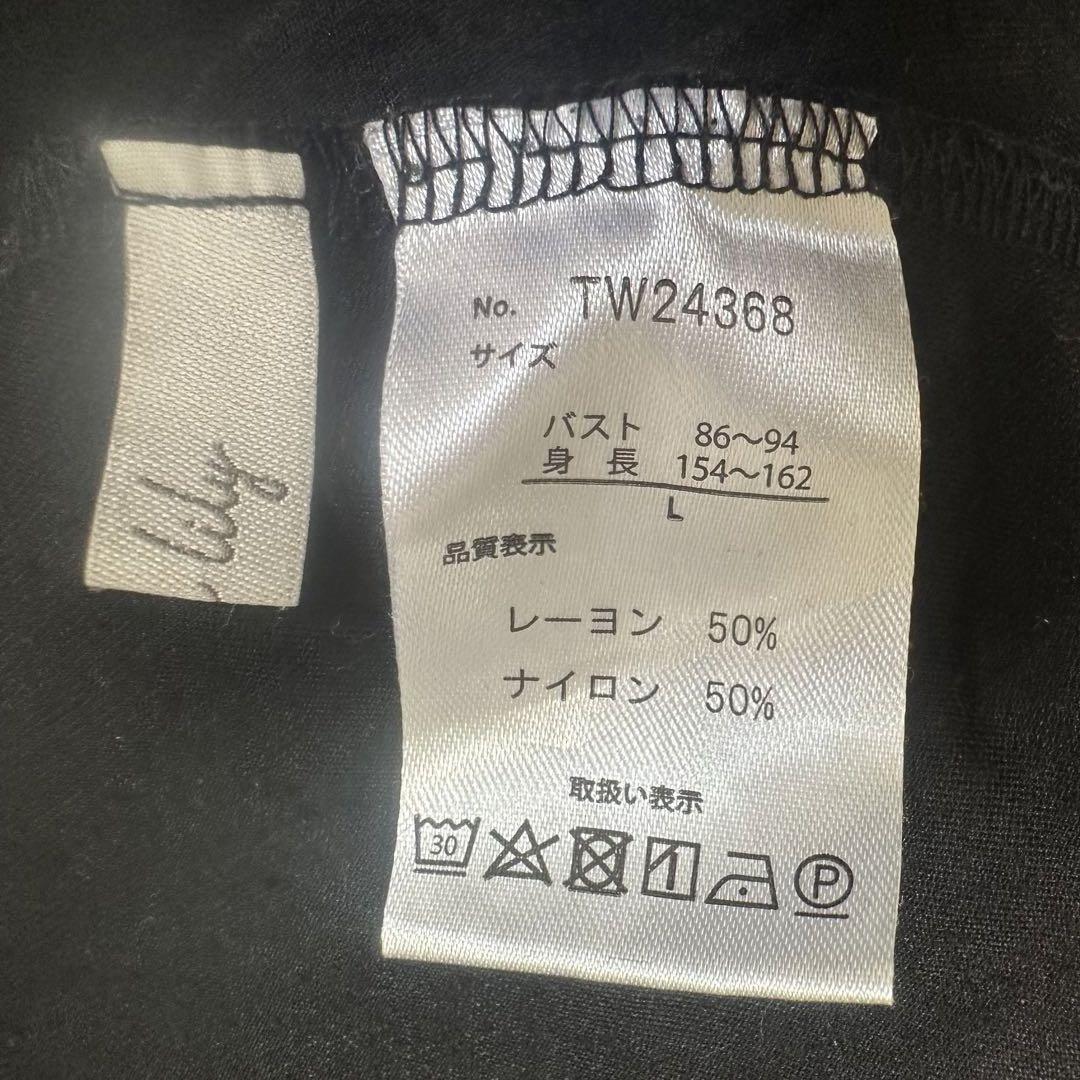 lily
No. TW24368
サイズ
バスト 86～94
身 長 154～162
L
品質表示
レーヨン 50%
ナイロン 50%
取扱い表示
30
P